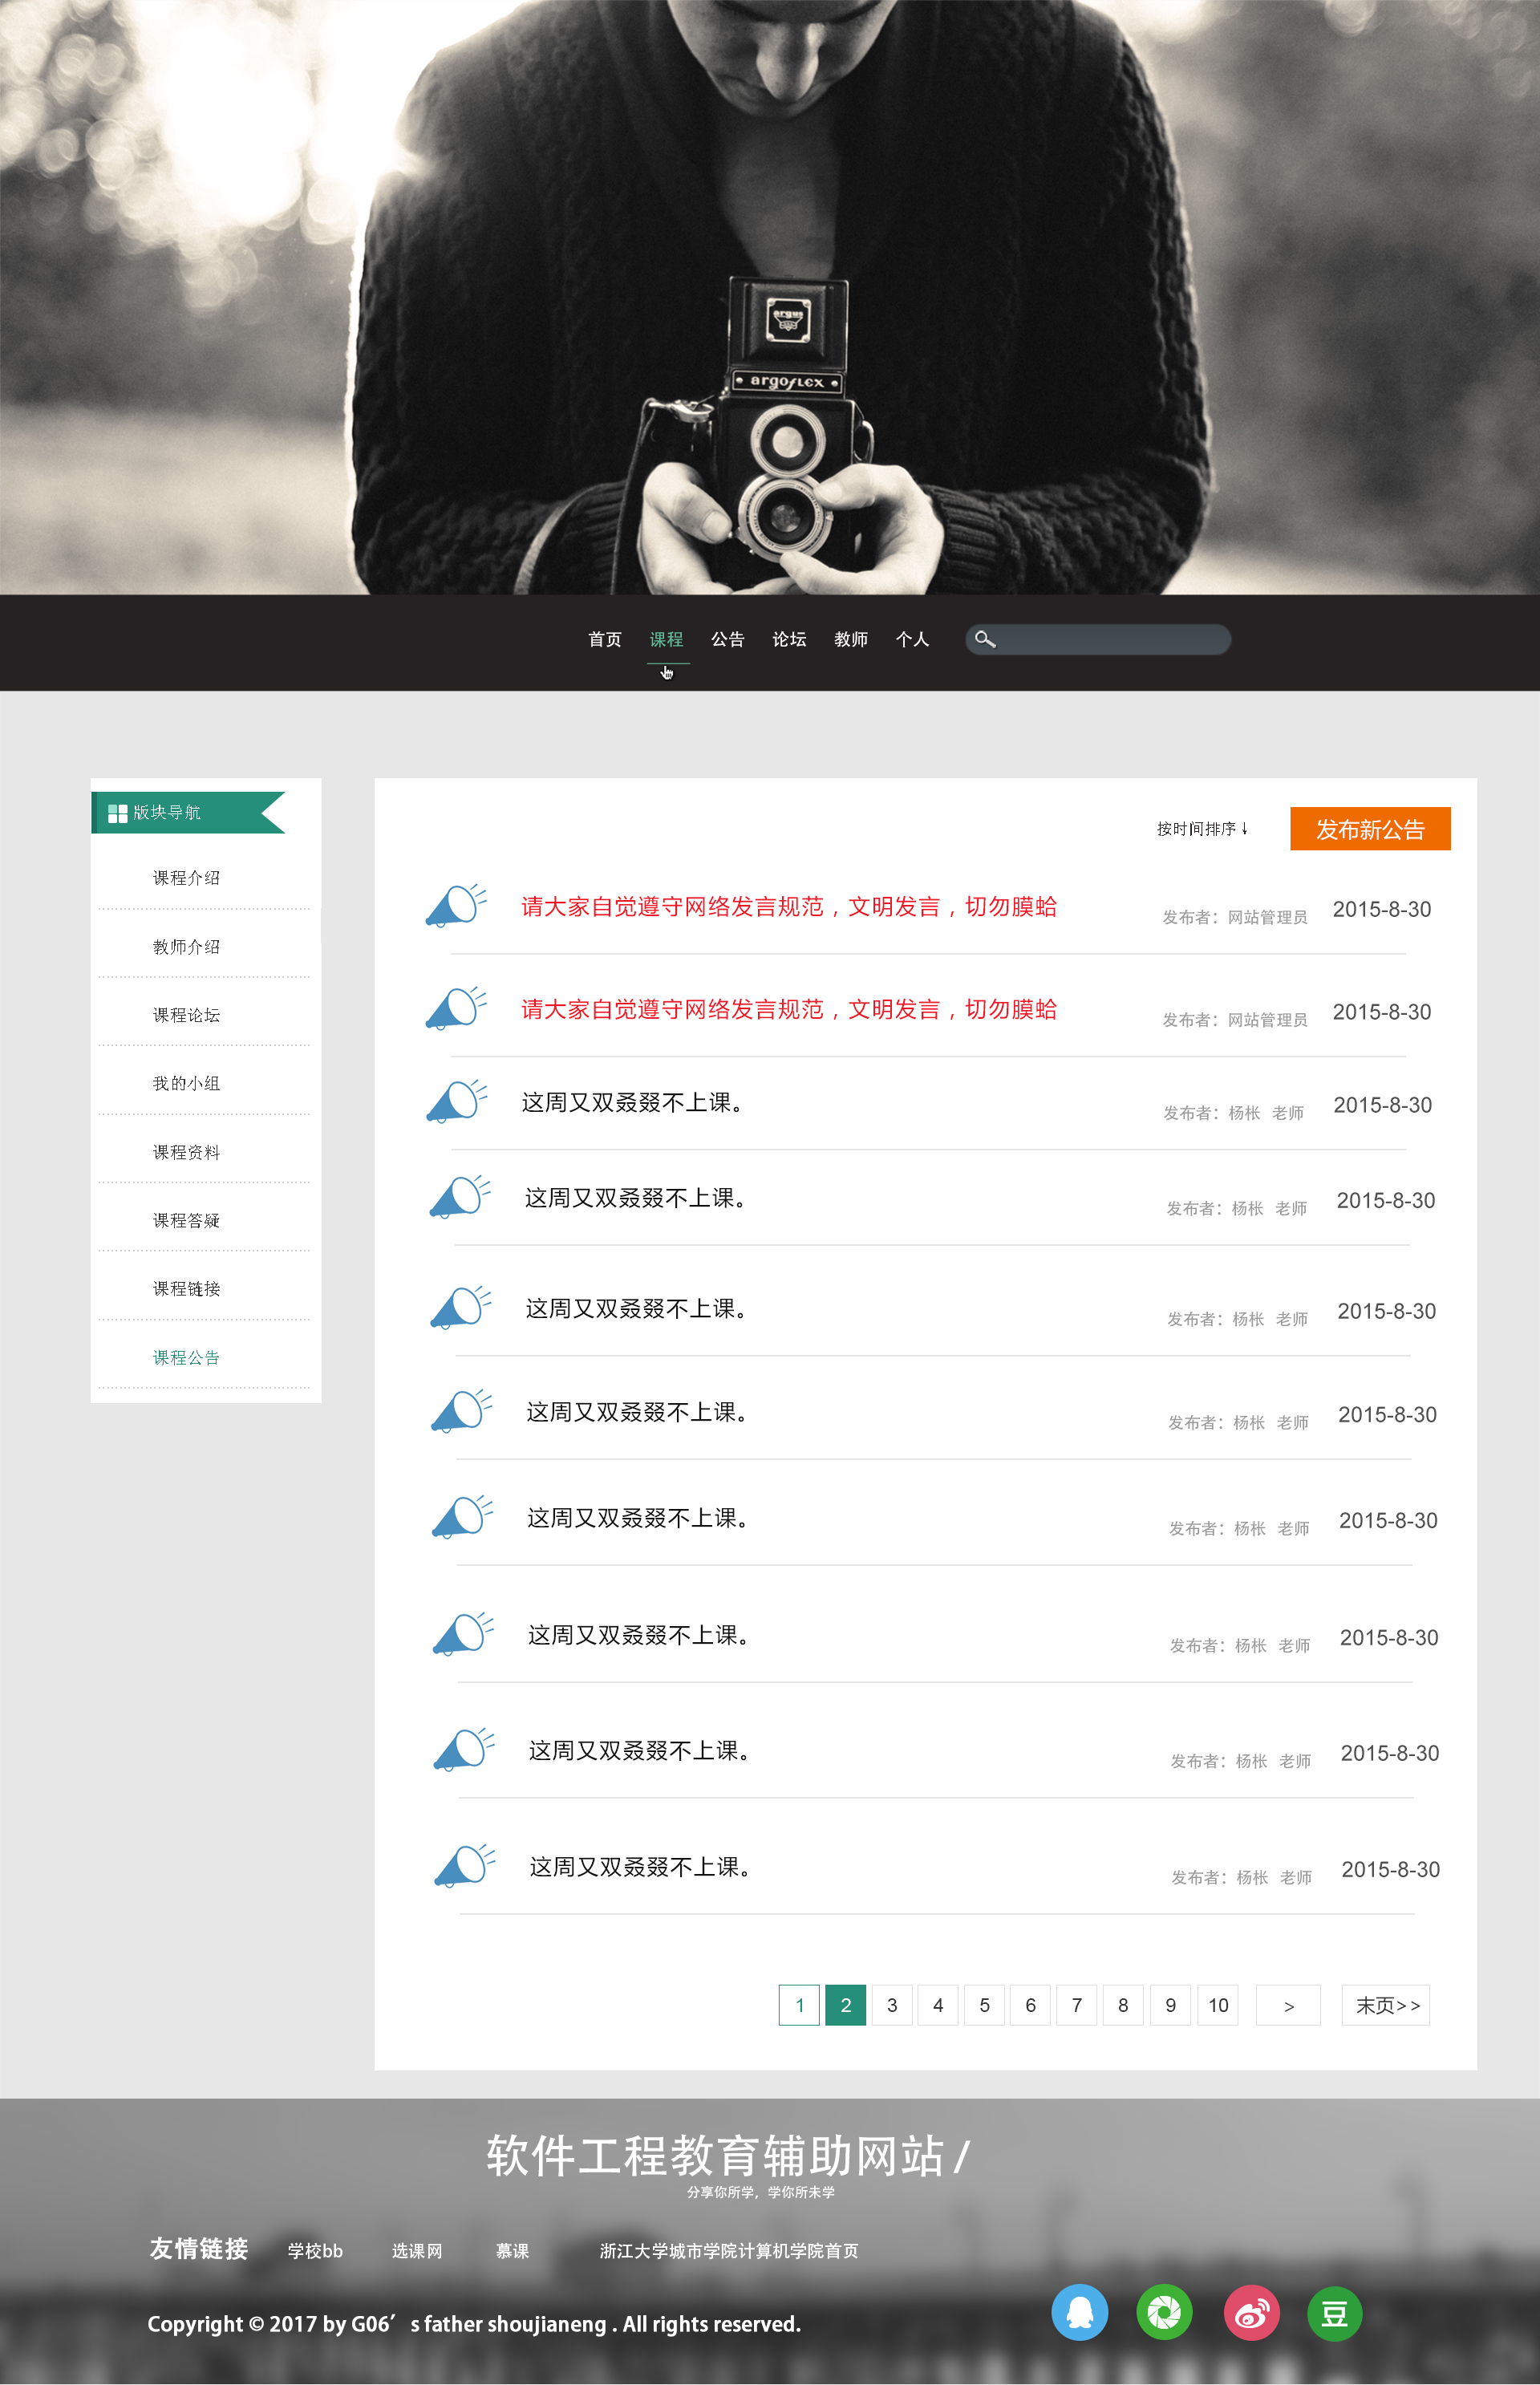 argus
argoflex
首页 课程 公告 论坛 教师 个人
版块导航
课程介绍
教师介绍
课程论坛
我的小组
课程资料
课程答疑
课程链接
课程公告
按时间排序↓ 发布新公告
请大家自觉遵守网络发言规范，文明发言，切勿膜蛤 发布者：网站管理员 2015-8-30
请大家自觉遵守网络发言规范，文明发言，切勿膜蛤 发布者：网站管理员 2015-8-30
这周又双叒叕不上课。 发布者：杨枨 老师 2015-8-30
这周又双叒叕不上课。 发布者：杨枨 老师 2015-8-30
这周又双叒叕不上课。 发布者：杨枨 老师 2015-8-30
这周又双叒叕不上课。 发布者：杨枨 老师 2015-8-30
这周又双叒叕不上课。 发布者：杨枨 老师 2015-8-30
这周又双叒叕不上课。 发布者：杨枨 老师 2015-8-30
这周又双叒叕不上课。 发布者：杨枨 老师 2015-8-30
这周又双叒叕不上课。 发布者：杨枨 老师 2015-8-30
1 2 3 4 5 6 7 8 9 10 > 末页>>
软件工程教育辅助网站 /
分享你所学，学你所未学
友情链接 学校bb 选课网 慕课 浙江大学城市学院计算机学院首页
Copyright © 2017 by G06′ s father shoujianeng . All rights reserved.
豆